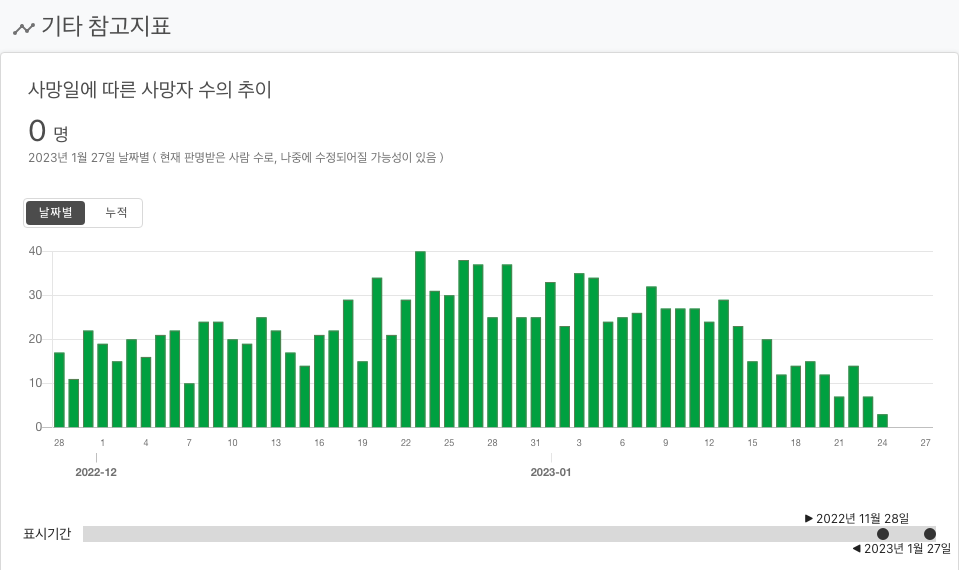 기타 참고지표
사망일에 따른 사망자 수의 추이
0 명
2023년 1월 27일 날짜별 ( 현재 판명받은 사람 수로, 나중에 수정되어질 가능성이 있음 )
날짜별 누적
40
30
20
10
0
28 1 4 7 10 13 16 19 22 25 28 31 3 6 9 12 15 18 21 24 27
2022-12 2023-01
▶ 2022년 11월 28일
표시기간
◀ 2023년 1월 27일